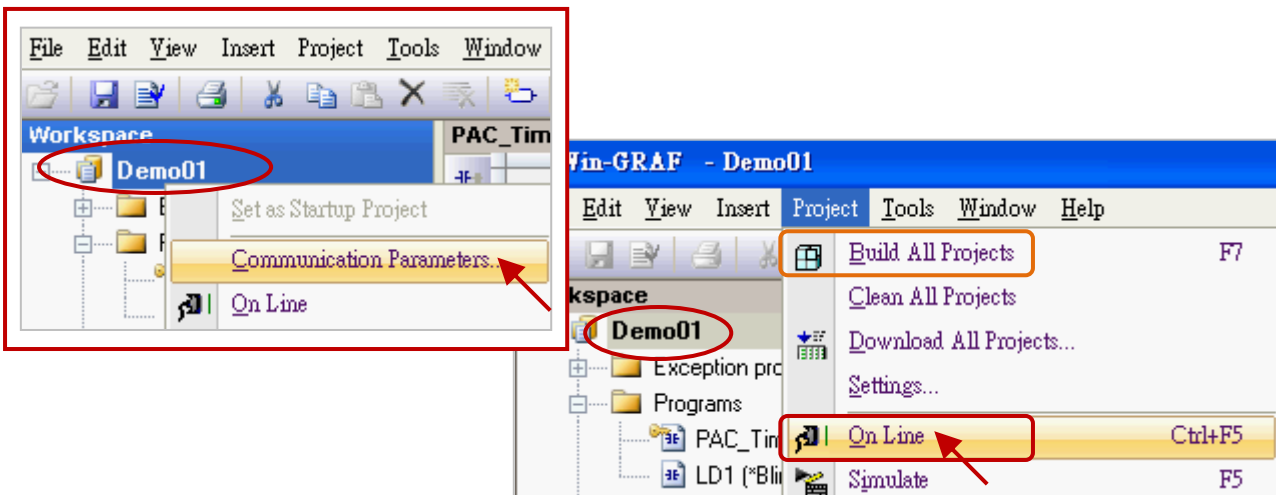 File Edit View Insert Project Tools Window
Workspace
PAC_Tim
Demo01
Set as Startup Project
Communication Parameters...
On Line
Win-GRAF - Demo01
Edit View Insert Project Tools Window Help
Build All Projects F7
kspace
Clean All Projects
Demo01
Download All Projects...
Exception pro
Settings...
Programs
PAC_Tim
On Line Ctrl+F5
LD1 (*Bli
Simulate F5